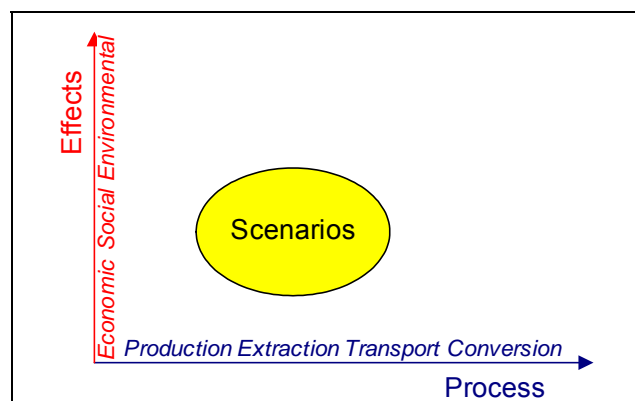 Effects
Economic Social Environmental
Scenarios
Production Extraction Transport Conversion
Process